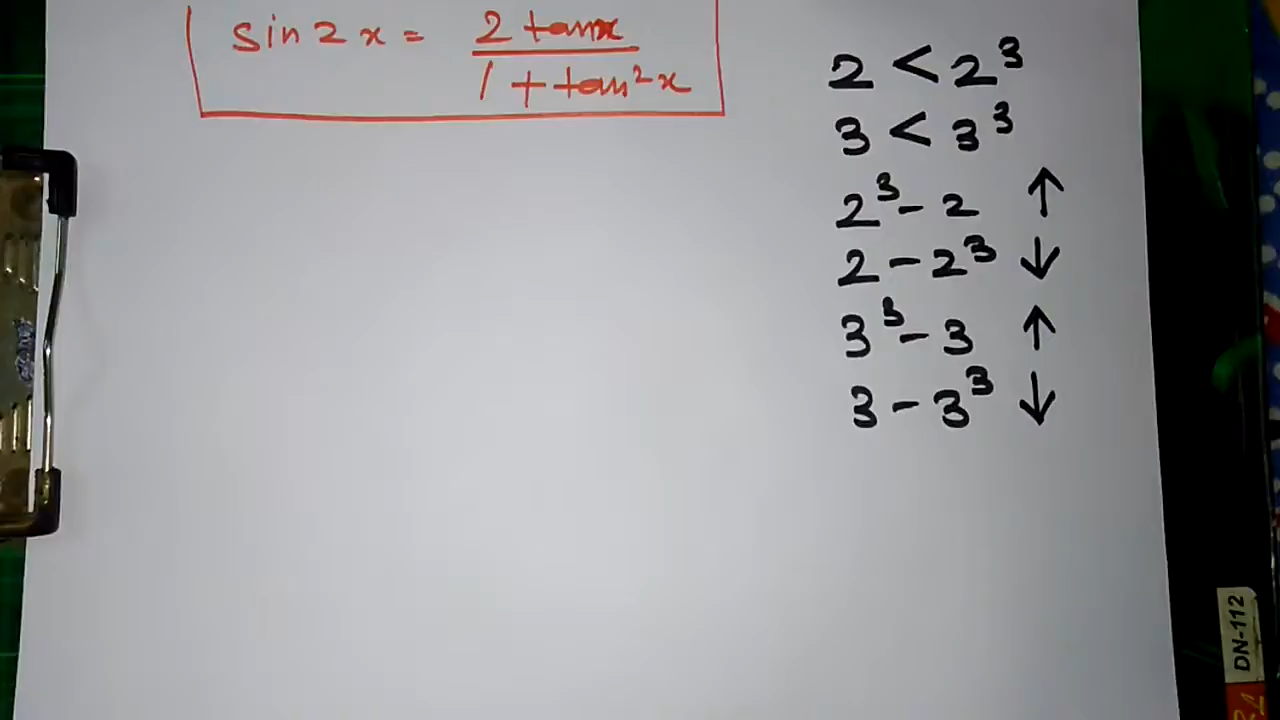 sin 2x = 2 tanx / 1 + tan²x
2 < 2³
3 < 3³
2³ - 2 ↑
2 - 2³ ↓
3³ - 3 ↑
3 - 3³ ↓
DN-112